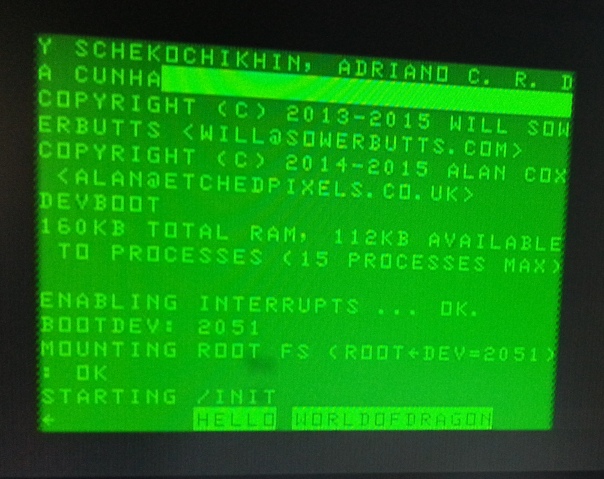 Y SCHEKOCHIKHIN, ADRIANO C. R. D
A CUNHA
COPYRIGHT (C) 2013-2015 WILL SOW
ERBUTTS <WILL@SOWERBUTTS.COM>
COPYRIGHT (C) 2014-2015 ALAN COX
<ALAN@ETCHEDPIXELS.CO.UK>
DEVBOOT
160KB TOTAL RAM, 112KB AVAILABLE
TO PROCESSES (15 PROCESSES MAX)
ENABLING INTERRUPTS ... OK.
BOOTDEV: 2051
MOUNTING ROOT FS (ROOT←DEV=2051)
: OK
STARTING /INIT
← HELLO WORLDOFDRAGON